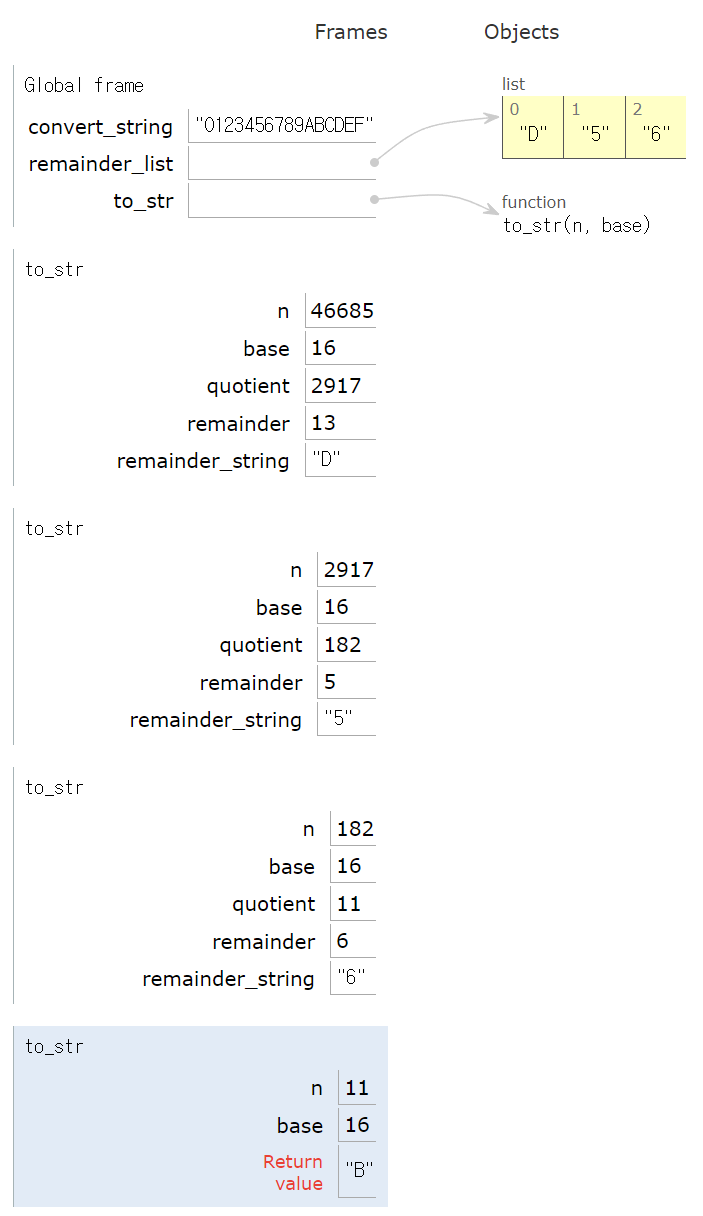 Frames Objects
Global frame
convert_string "0123456789ABCDEF"
remainder_list
to_str
list
0 1 2
"D" "5" "6"
function
to_str(n, base)
to_str
n 46685
base 16
quotient 2917
remainder 13
remainder_string "D"
to_str
n 2917
base 16
quotient 182
remainder 5
remainder_string "5"
to_str
n 182
base 16
quotient 11
remainder 6
remainder_string "6"
to_str
n 11
base 16
Return
value "B"